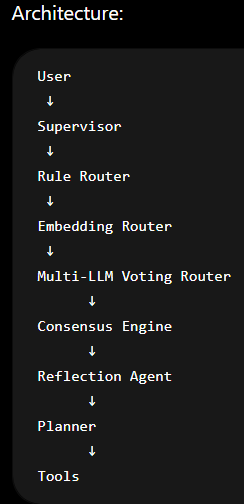 Architecture:
User
↓
Supervisor
↓
Rule Router
↓
Embedding Router
↓
Multi-LLM Voting Router
↓
Consensus Engine
↓
Reflection Agent
↓
Planner
↓
Tools